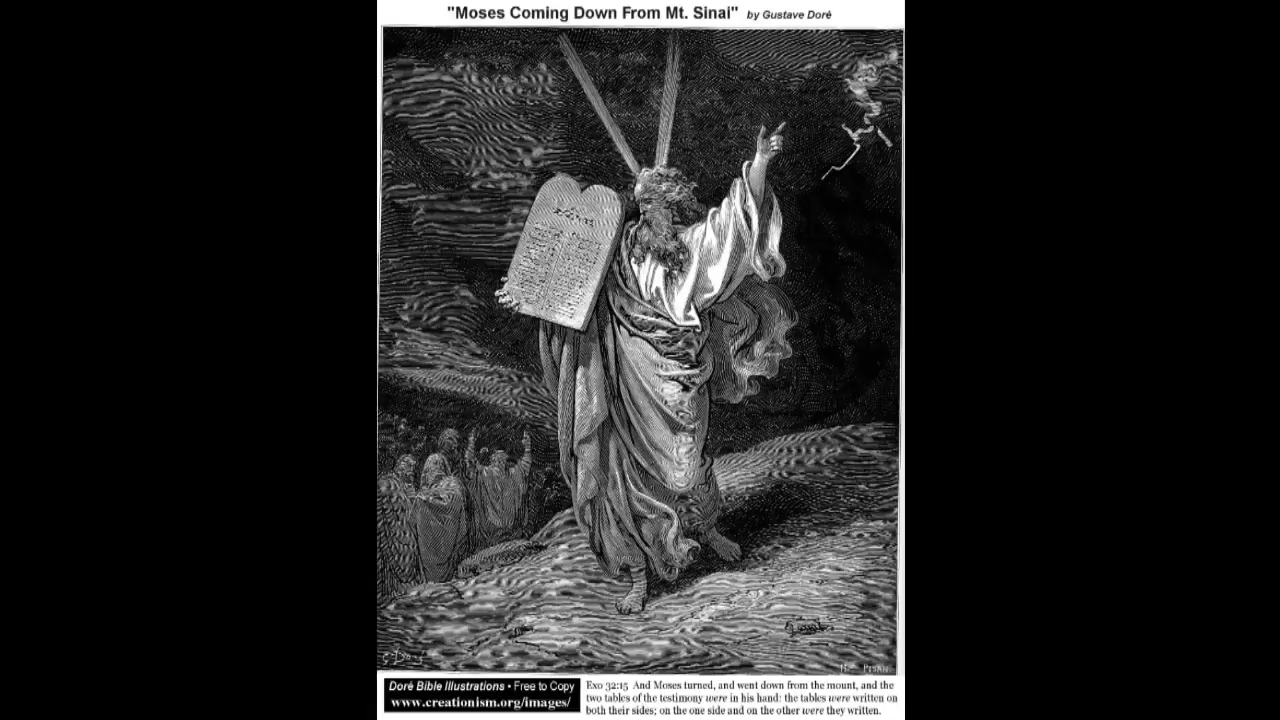 "Moses Coming Down From Mt. Sinai" by Gustave Doré
G Doré
H. PISAN.
Doré Bible Illustrations • Free to Copy
www.creationism.org/images/
Exo 32:15 And Moses turned, and went down from the mount, and the
two tables of the testimony were in his hand: the tables were written on
both their sides; on the one side and on the other were they written.